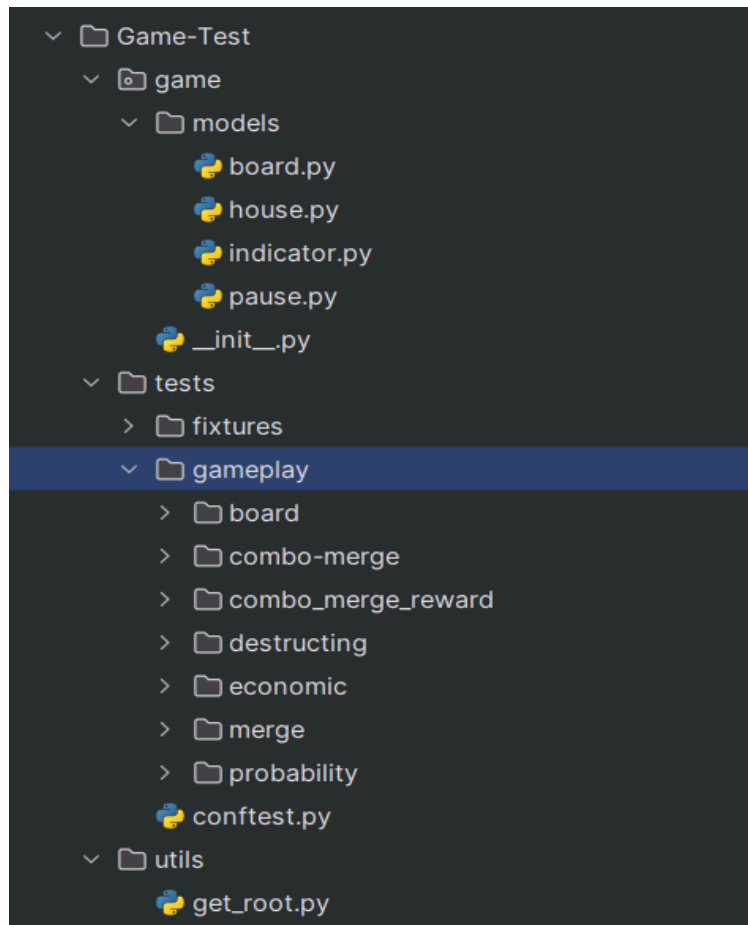 Game-Test
game
models
board.py
house.py
indicator.py
pause.py
__init__.py
tests
fixtures
gameplay
board
combo-merge
combo_merge_reward
destructing
economic
merge
probability
conftest.py
utils
get_root.py